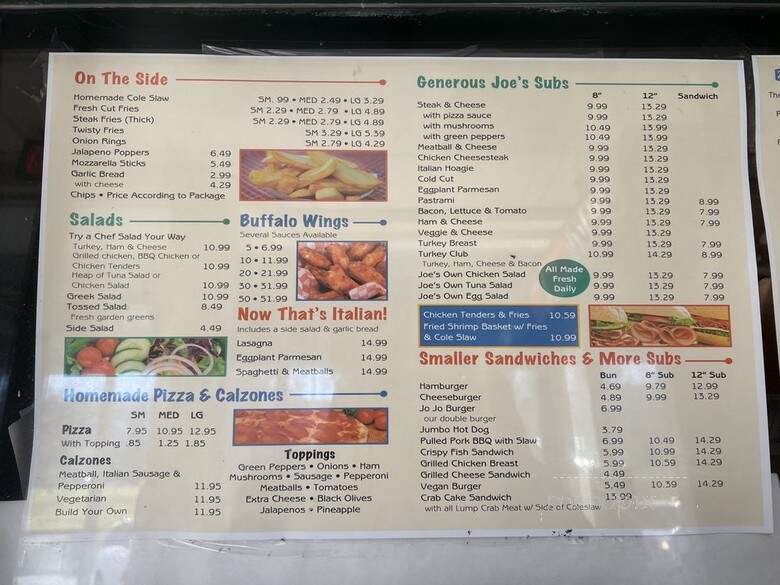 On The Side
Homemade Cole Slaw SM. 99 • MED 2.49 • LG 3.29
Fresh Cut Fries SM 2.29 • MED 2.79 • LG 4.89
Steak Fries (Thick) SM 2.29 • MED 2.79 • LG 4.89
Twisty Fries SM 3.29 • LG 5.39
Onion Rings SM 2.79 • LG 4.29
Jalapeno Poppers 6.49
Mozzarella Sticks 5.49
Garlic Bread 2.99
with cheese 4.29
Chips • Price According to Package
Salads
Try a Chef Salad Your Way
Turkey, Ham & Cheese 10.99
Grilled chicken, BBQ Chicken or
Chicken Tenders 10.99
Heap of Tuna Salad or
Chicken Salad 10.99
Greek Salad 10.99
Tossed Salad 8.49
Fresh garden greens
Side Salad 4.49
Buffalo Wings
Several Sauces Available
5 • 6.99
10 • 11.99
20 • 21.99
30 • 51.99
50 • 51.99
Now That's Italian!
Includes a side salad & garlic bread
Lasagna 14.99
Eggplant Parmesan 14.99
Spaghetti & Meatballs 14.99
Homemade Pizza & Calzones
SM MED LG
Pizza 7.95 10.95 12.95
With Topping .85 1.25 1.85
Calzones
Meatball, Italian Sausage &
Pepperoni 11.95
Vegetarian 11.95
Build Your Own 11.95
Toppings
Green Peppers • Onions • Ham
Mushrooms • Sausage • Pepperoni
Meatballs • Tomatoes
Extra Cheese • Black Olives
Jalapenos • Pineapple
Generous Joe's Subs
8" 12" Sandwich
Steak & Cheese 9.99 13.29
with pizza sauce 9.99 13.29
with mushrooms 10.49 13.99
with green peppers 10.49 13.99
Meatball & Cheese 9.99 13.29
Chicken Cheesesteak 9.99 13.29
Italian Hoagie 9.99 13.29
Cold Cut 9.99 13.29
Eggplant Parmesan 9.99 13.29
Pastrami 9.99 13.29 8.99
Bacon, Lettuce & Tomato 9.99 13.29 7.99
Ham & Cheese 9.99 13.29 7.99
Veggie & Cheese 9.99 13.29
Turkey Breast 9.99 13.29 7.99
Turkey Club 10.99 14.29 8.99
Turkey, Ham, Cheese & Bacon
Joe's Own Chicken Salad 9.99 13.29 7.99
Joe's Own Tuna Salad 9.99 13.29 7.99
Joe's Own Egg Salad 9.99 13.29 7.99
All Made
Fresh
Daily
Chicken Tenders & Fries 10.59
Fried Shrimp Basket w/ Fries
& Cole Slaw 10.99
Smaller Sandwiches & More Subs
Bun 8" Sub 12" Sub
Hamburger 4.69 9.79 12.99
Cheeseburger 4.89 9.99 13.29
Jo Jo Burger 6.99
our double burger
Jumbo Hot Dog 3.79
Pulled Pork BBQ with Slaw 6.99 10.49 14.29
Crispy Fish Sandwich 5.99 10.99 14.29
Grilled Chicken Breast 5.99 10.59 14.29
Grilled Cheese Sandwich 4.49
Vegan Burger 5.49 10.59 14.29
Crab Cake Sandwich 13.99
with all Lump Crab Meat w/ Side of Coleslaw